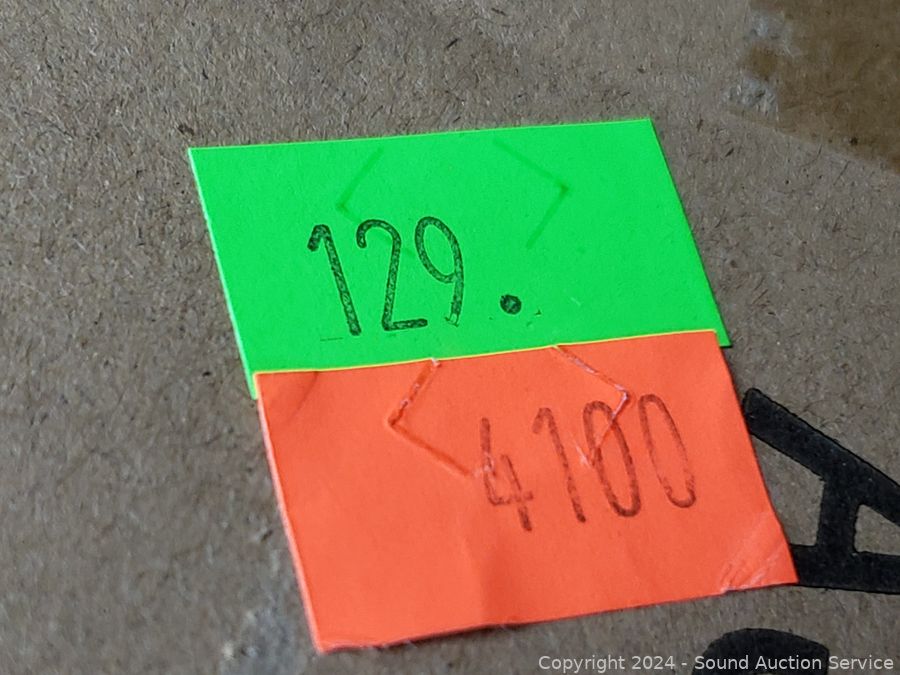 129.
4100
A
Copyright 2024 - Sound Auction Service